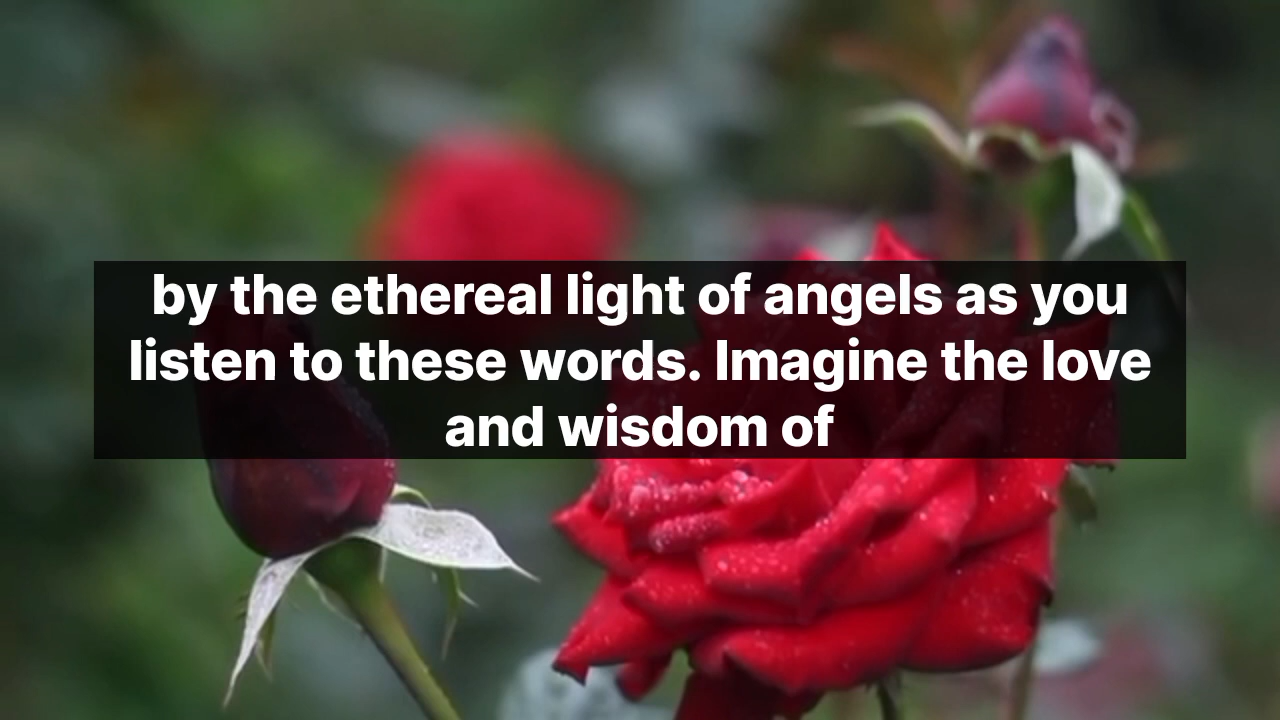 by the ethereal light of angels as you
listen to these words. Imagine the love
and wisdom of